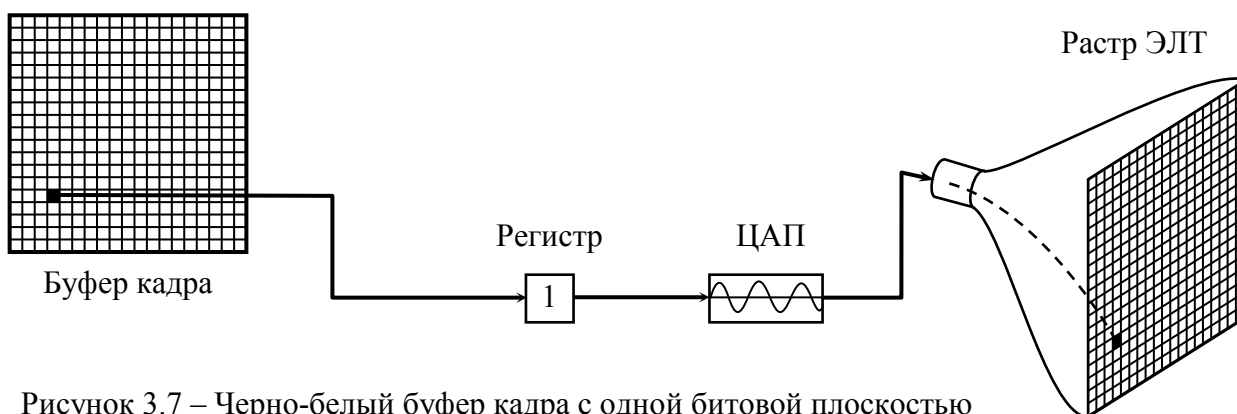 Растр ЭЛТ
Регистр
ЦАП
Буфер кадра
1
Рисунок 3.7 – Черно-белый буфер кадра с одной битовой плоскостью